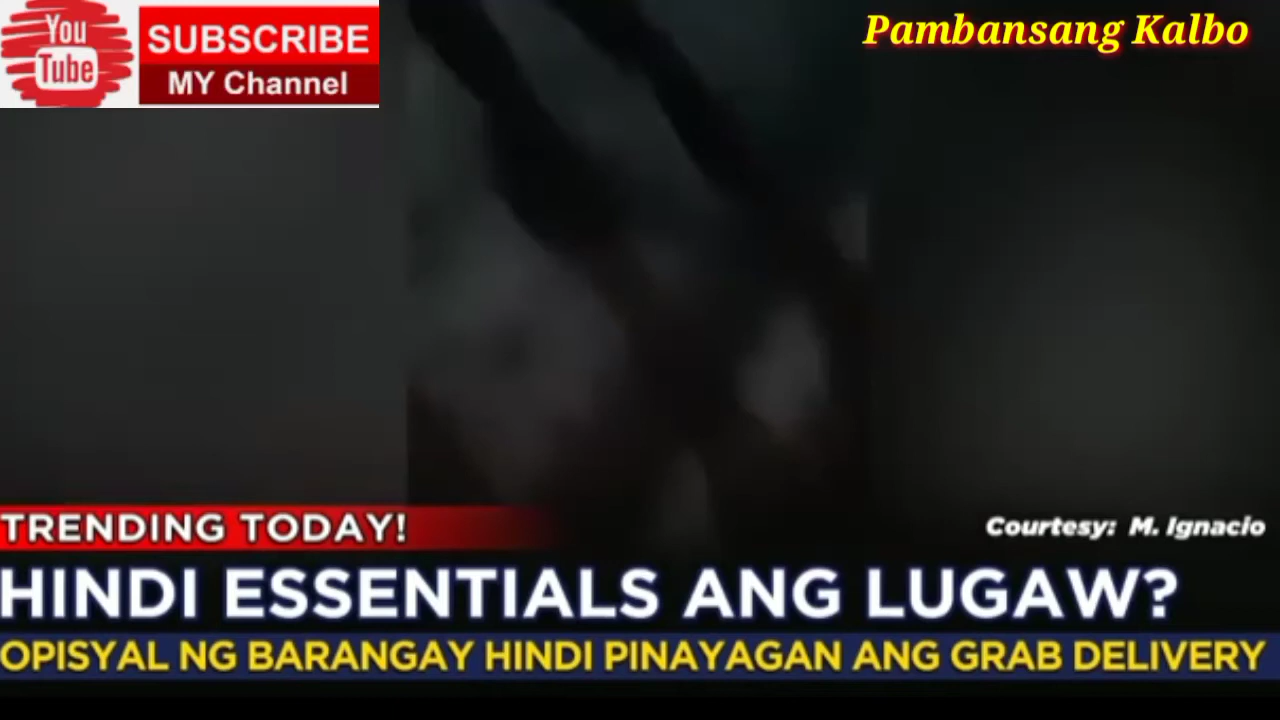 You
Tube
SUBSCRIBE
MY Channel
Pambansang Kalbo
TRENDING TODAY!
Courtesy: M. Ignacio
HINDI ESSENTIALS ANG LUGAW?
OPISYAL NG BARANGAY HINDI PINAYAGAN ANG GRAB DELIVERY